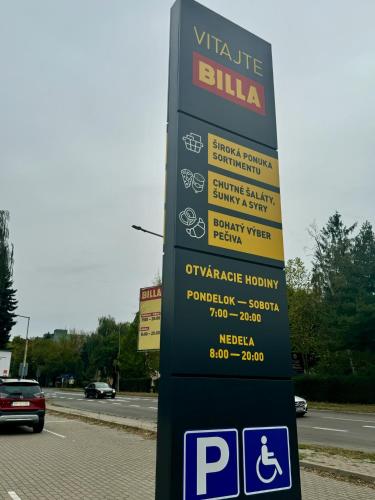 VITAJTE
BILLA
ŠIROKÁ PONUKA
SORTIMENTU
CHUTNÉ ŠALÁTY,
ŠUNKY A SYRY
BOHATÝ VÝBER
PEČIVA
OTVÁRACIE HODINY
PONDELOK — SOBOTA
7:00 — 20:00
NEDEĽA
8:00 — 20:00
P
BILLA